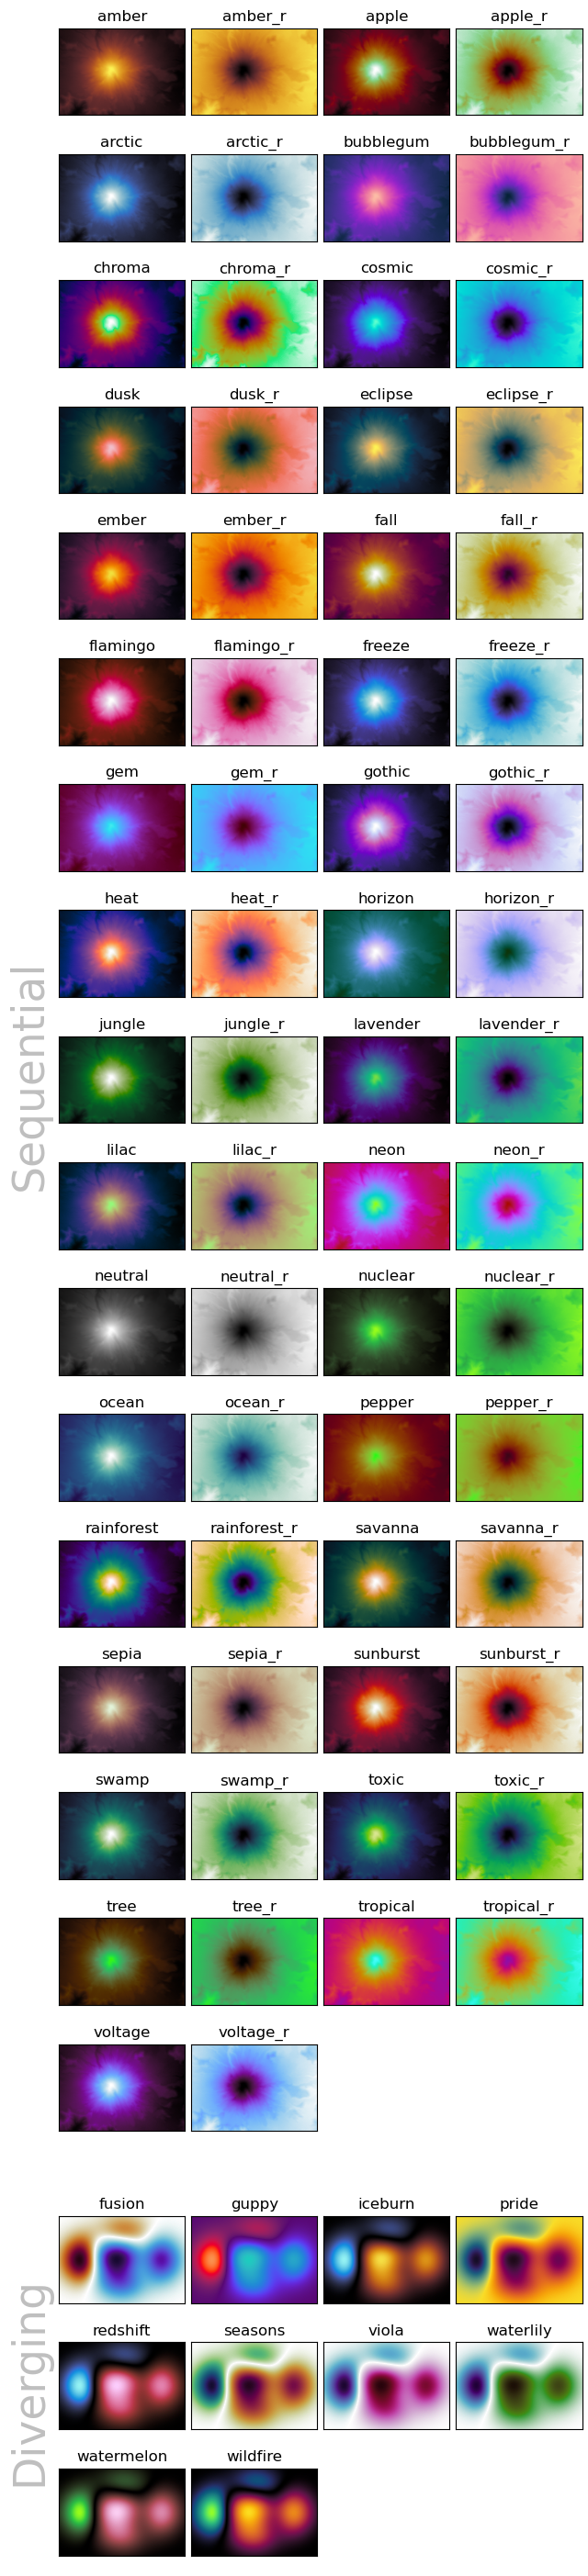 amber amber_r apple apple_r
arctic arctic_r bubblegum bubblegum_r
chroma chroma_r cosmic cosmic_r
dusk dusk_r eclipse eclipse_r
ember ember_r fall fall_r
flamingo flamingo_r freeze freeze_r
gem gem_r gothic gothic_r
heat heat_r horizon horizon_r
Sequential
jungle jungle_r lavender lavender_r
lilac lilac_r neon neon_r
neutral neutral_r nuclear nuclear_r
ocean ocean_r pepper pepper_r
rainforest rainforest_r savanna savanna_r
sepia sepia_r sunburst sunburst_r
swamp swamp_r toxic toxic_r
tree tree_r tropical tropical_r
voltage voltage_r
fusion guppy iceburn pride
Diverging
redshift seasons viola waterlily
watermelon wildfire